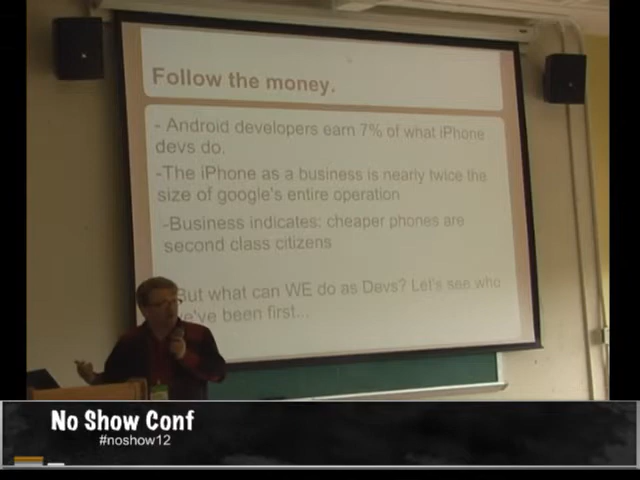 Follow the money.
- Android developers earn 7% of what iPhone
devs do.
-The iPhone as a business is nearly twice the
size of google's entire operation
-Business indicates: cheaper phones are
second class citizens
But what can WE do as Devs? Let's see who
we've been first...
No Show Conf
#noshow12